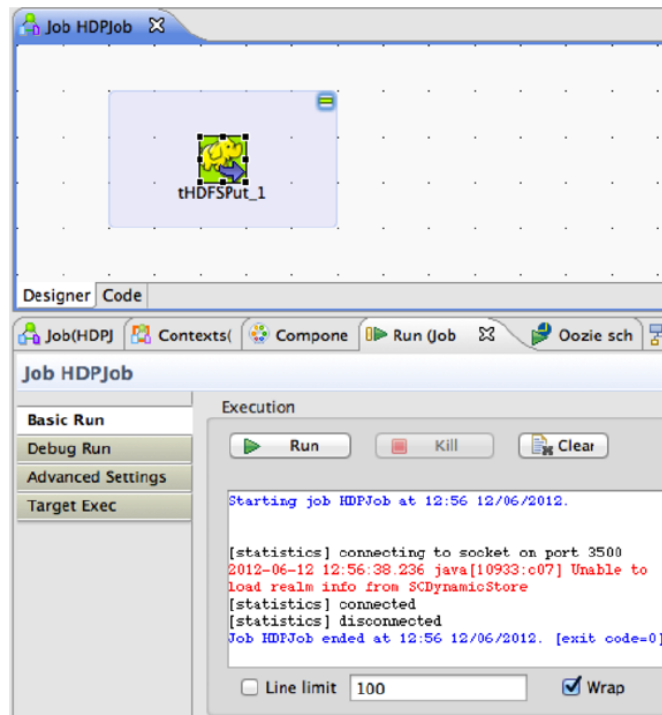 Job HDPJob
tHDFSPut_1
Designer Code
Job(HDPJ Contexts( Compone Run (Job Oozie sch
Job HDPJob
Basic Run
Debug Run
Advanced Settings
Target Exec
Execution
Run Kill Clear
Starting job HDPJob at 12:56 12/06/2012.
[statistics] connecting to socket on port 3500
2012-06-12 12:56:38.236 java[10933:c07] Unable to
load realm info from SCDynamicStore
[statistics] connected
[statistics] disconnected
Job HDPJob ended at 12:56 12/06/2012. [exit code=0]
Line limit 100 Wrap